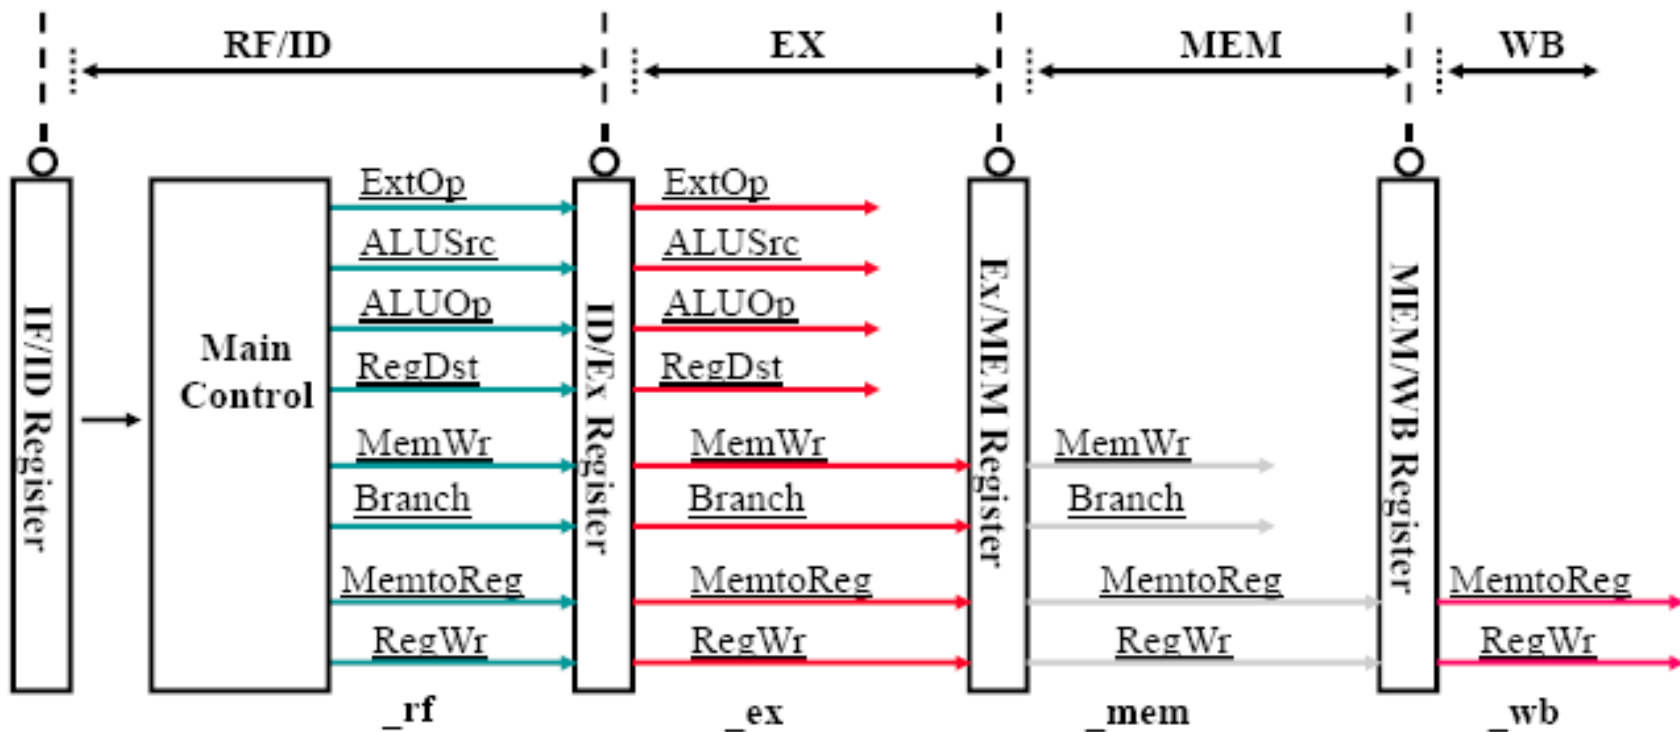 RF/ID EX MEM WB
IF/ID Register
Main
Control
ExtOp
ALUSrc
ALUOp
RegDst
MemWr
Branch
MemtoReg
RegWr
_rf
ID/Ex Register
ExtOp
ALUSrc
ALUOp
RegDst
MemWr
Branch
MemtoReg
RegWr
_ex
Ex/MEM Register
MemWr
Branch
MemtoReg
RegWr
_mem
MEM/WB Register
MemtoReg
RegWr
_wb